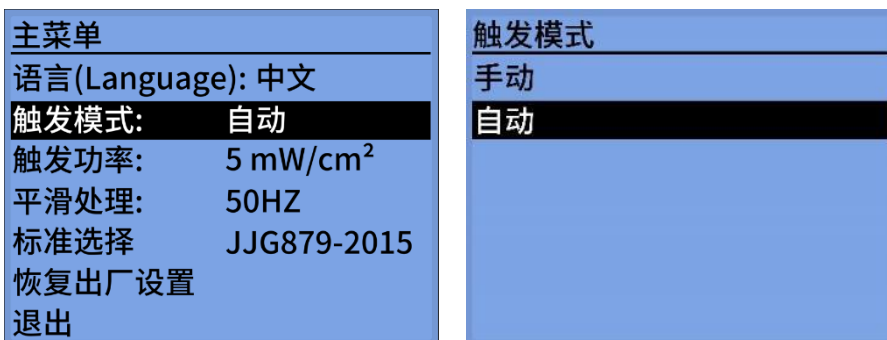 主菜单
语言(Language): 中文
触发模式: 自动
触发功率: 5 mW/cm²
平滑处理: 50HZ
标准选择 JJG879-2015
恢复出厂设置
退出
触发模式
手动
自动